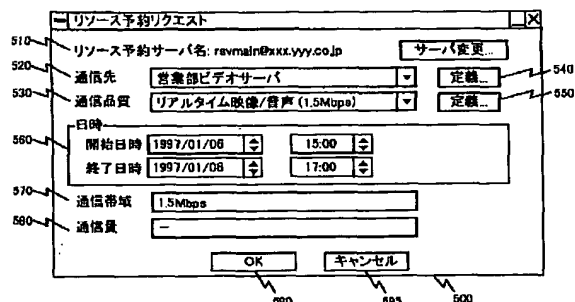 リソース予約リクエスト
510 リソース予約サーバ名: rsvmain@xxx.yyy.co.jp サーバ変更...
520 通信先 営業部ビデオサーバ 定義... 540
530 通信品質 リアルタイム映像/音声 (1.5Mbps) 定義... 550
日時
560 開始日時 1997/01/06 15:00
終了日時 1997/01/06 17:00
570 通信帯域 1.5Mbps
580 通信量 −
OK キャンセル
590 595 500